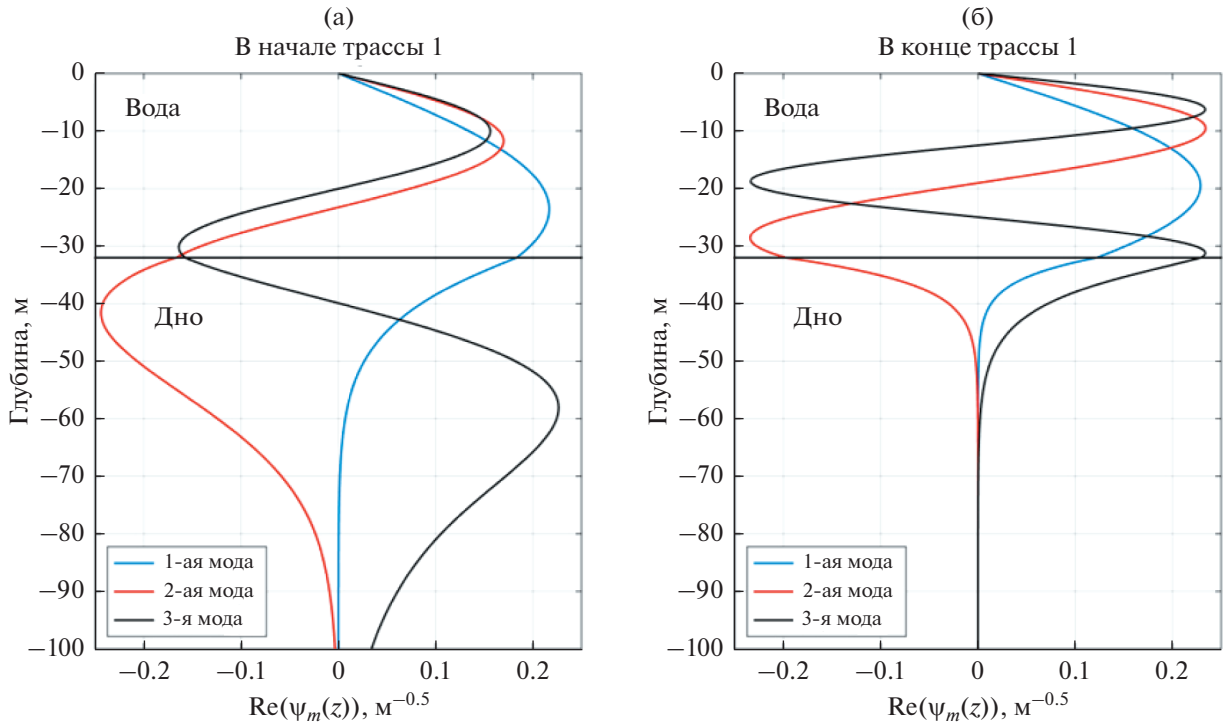 (а)
В начале трассы 1
0
−10
−20
−30
−40
−50
−60
−70
−80
−90
−100
Глубина, м
Вода
Дно
1-ая мода
2-ая мода
3-я мода
−0.2
−0.1
0
0.1
0.2
Re(ψm(z)), м−0.5
(б)
В конце трассы 1
0
−10
−20
−30
−40
−50
−60
−70
−80
−90
−100
Глубина, м
Вода
Дно
1-ая мода
2-ая мода
3-я мода
−0.2
−0.1
0
0.1
0.2
Re(ψm(z)), м−0.5